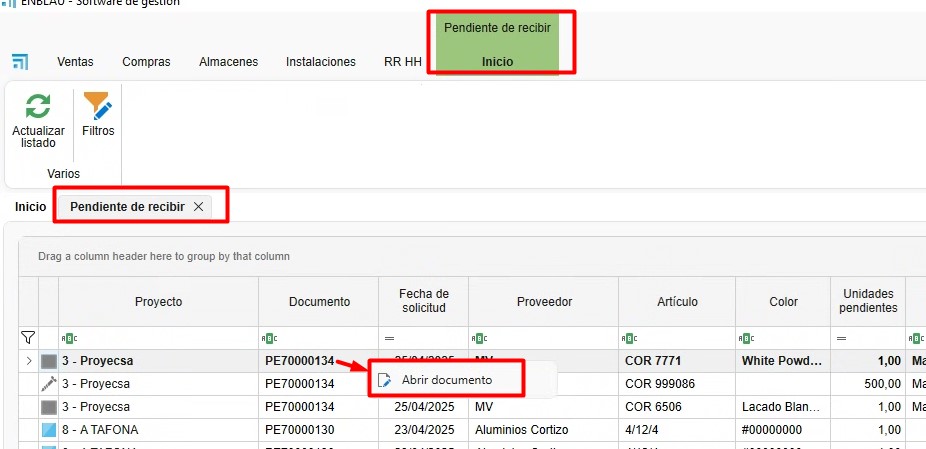 ENBLAU - Software de gestión
Pendiente de recibir
Ventas Compras Almacenes Instalaciones RR HH Inicio
Actualizar listado Filtros
Varios
Inicio Pendiente de recibir
Drag a column header here to group by that column
Proyecto Documento Fecha de solicitud Proveedor Artículo Color Unidades pendientes
3 - Proyecsa PE70000134 25/04/2025 MV COR 7771 White Powd... 1,00 Ma
Abrir documento
3 - Proyecsa PE70000134 COR 999086 500,00 Ma
3 - Proyecsa PE70000134 25/04/2025 MV COR 6506 Lacado Blan... 1,00 Ma
8 - A TAFONA PE70000130 23/04/2025 Aluminios Cortizo 4/12/4 #00000000 1,00